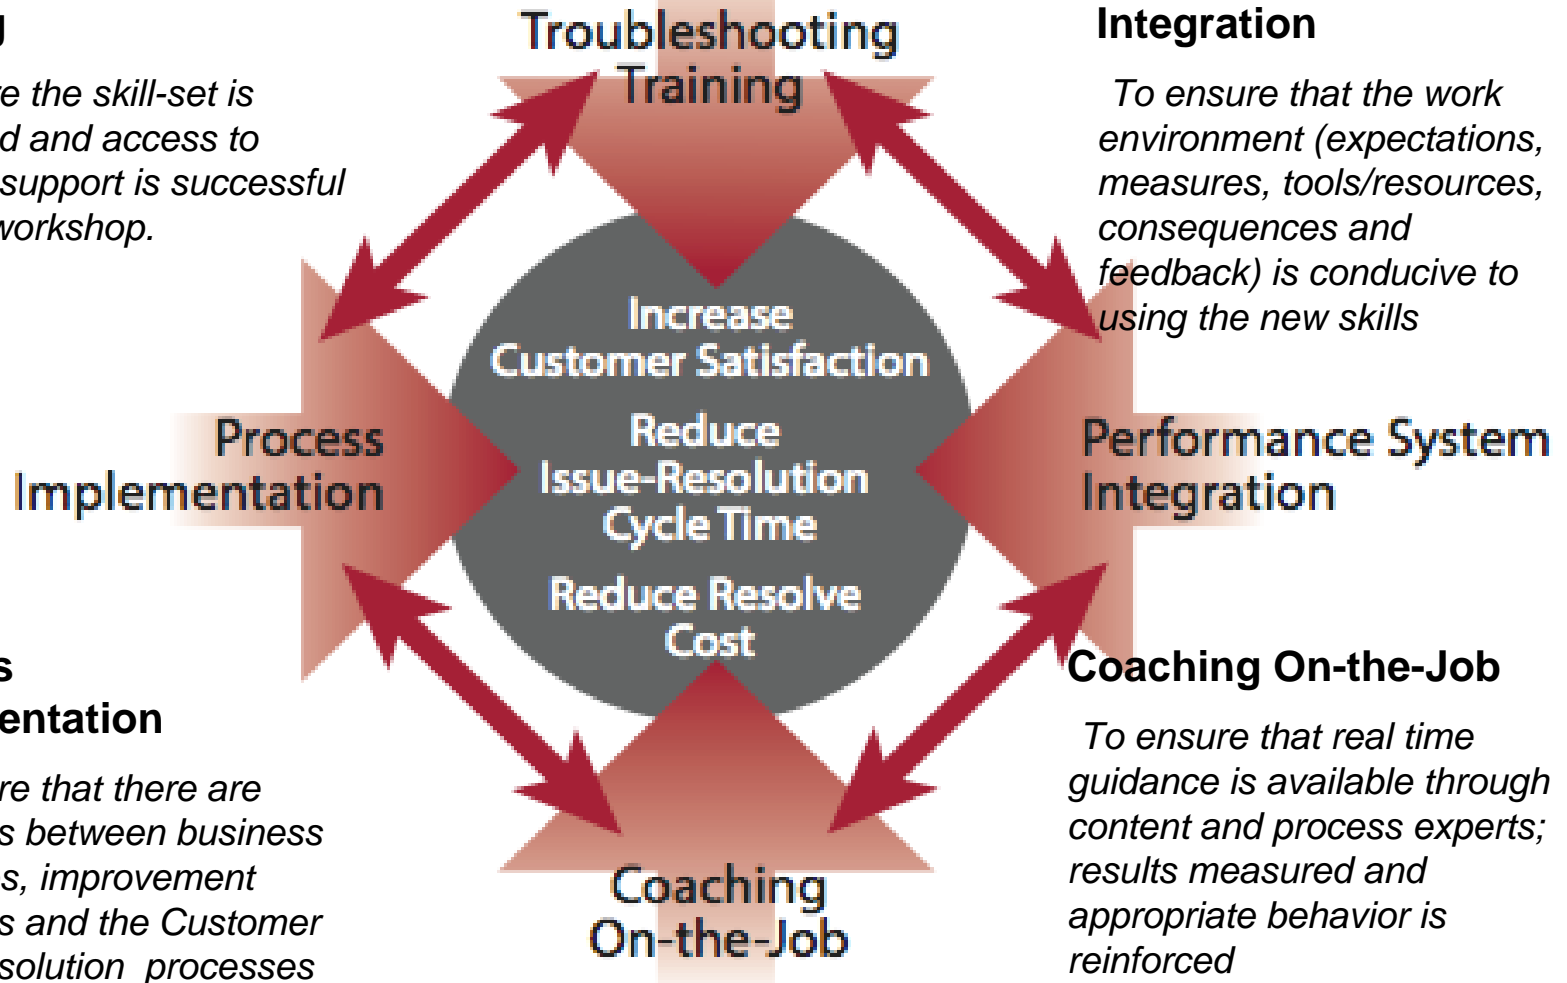 Troubleshooting
Training
the skill-set is
and access to
support is successful
workshop.
Integration
To ensure that the work
environment (expectations,
measures, tools/resources,
consequences and
feedback) is conducive to
using the new skills
Increase
Customer Satisfaction
Reduce
Issue-Resolution
Cycle Time
Reduce Resolve
Cost
Process
Implementation
Performance System
Integration
that there are
between business
improvement
and the Customer
processes
Coaching
On-the-Job
Coaching On-the-Job
To ensure that real time
guidance is available through
content and process experts;
results measured and
appropriate behavior is
reinforced